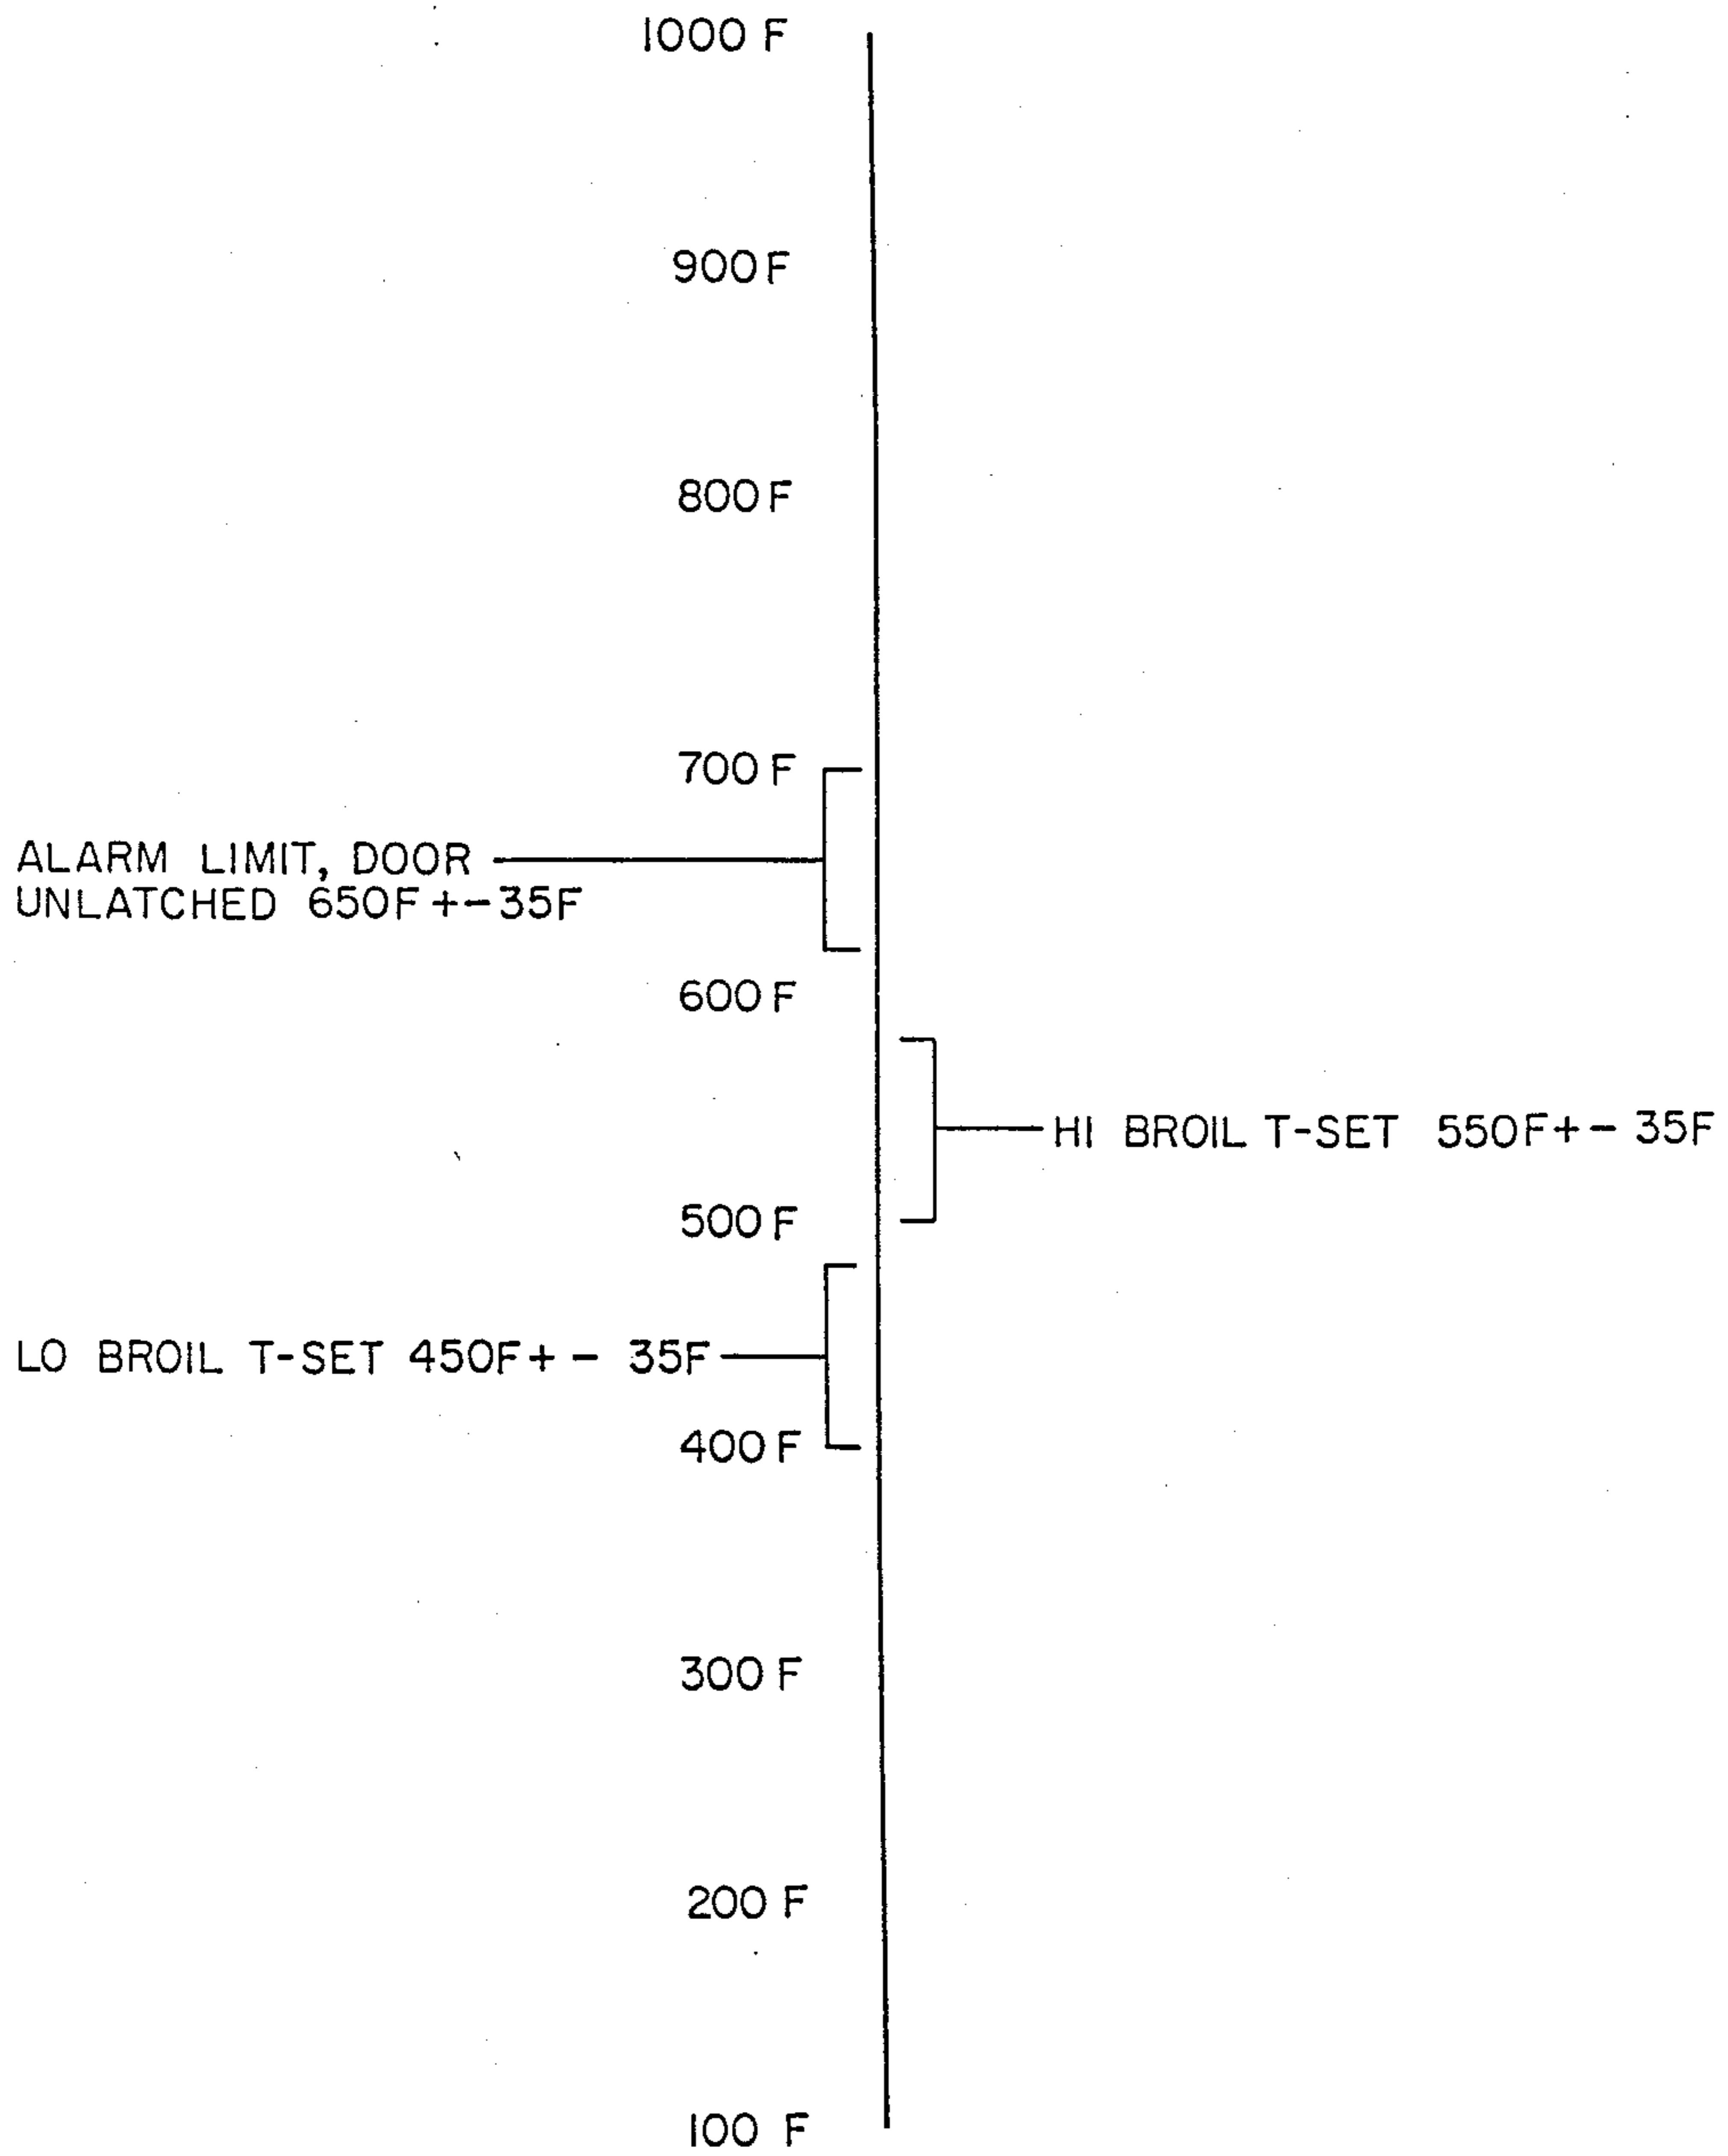 1000 F
900 F
800 F
700 F
ALARM LIMIT, DOOR
UNLATCHED 650F +-35F
600 F
HI BROIL T-SET 550F+- 35F
500 F
LO BROIL T-SET 450F+ - 35F
400 F
300 F
200 F
100 F